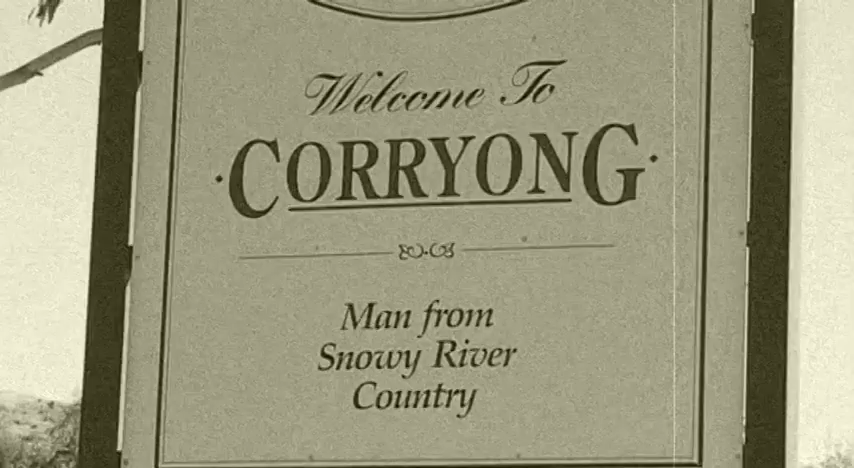 Welcome To
·CORRYONG·
Man from
Snowy River
Country